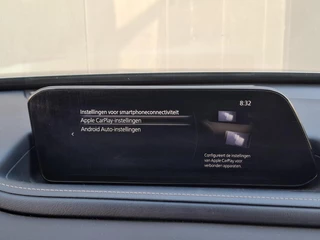 8:32
Instellingen voor smartphoneconnectiviteit
Apple CarPlay-instellingen
Android Auto-instellingen
Configureert de instellingen
van Apple CarPlay voor
verbonden apparaten.